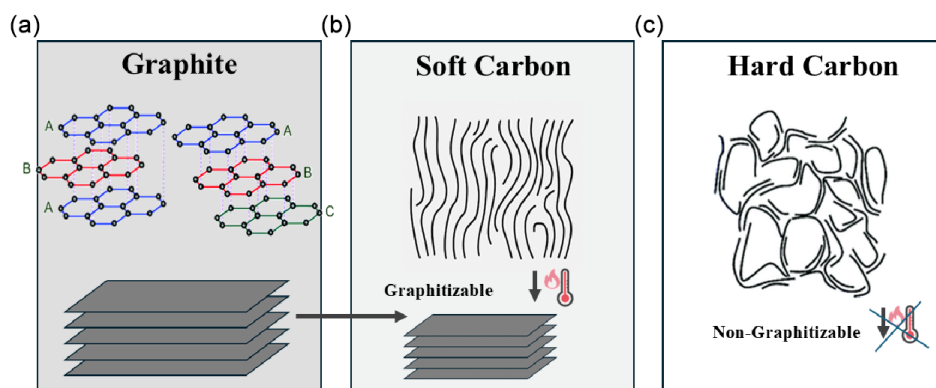 (a)
Graphite
A
B
A
A
B
C
(b)
Soft Carbon
Graphitizable
(c)
Hard Carbon
Non-Graphitizable